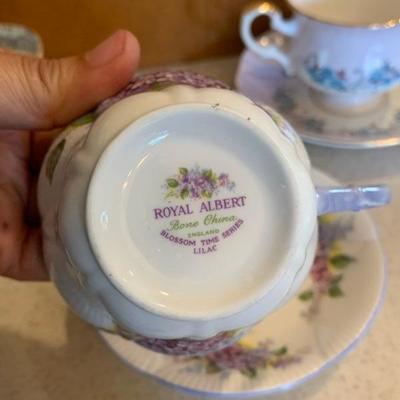 ROYAL ALBERT
Bone China
ENGLAND
BLOSSOM TIME SERIES
LILAC